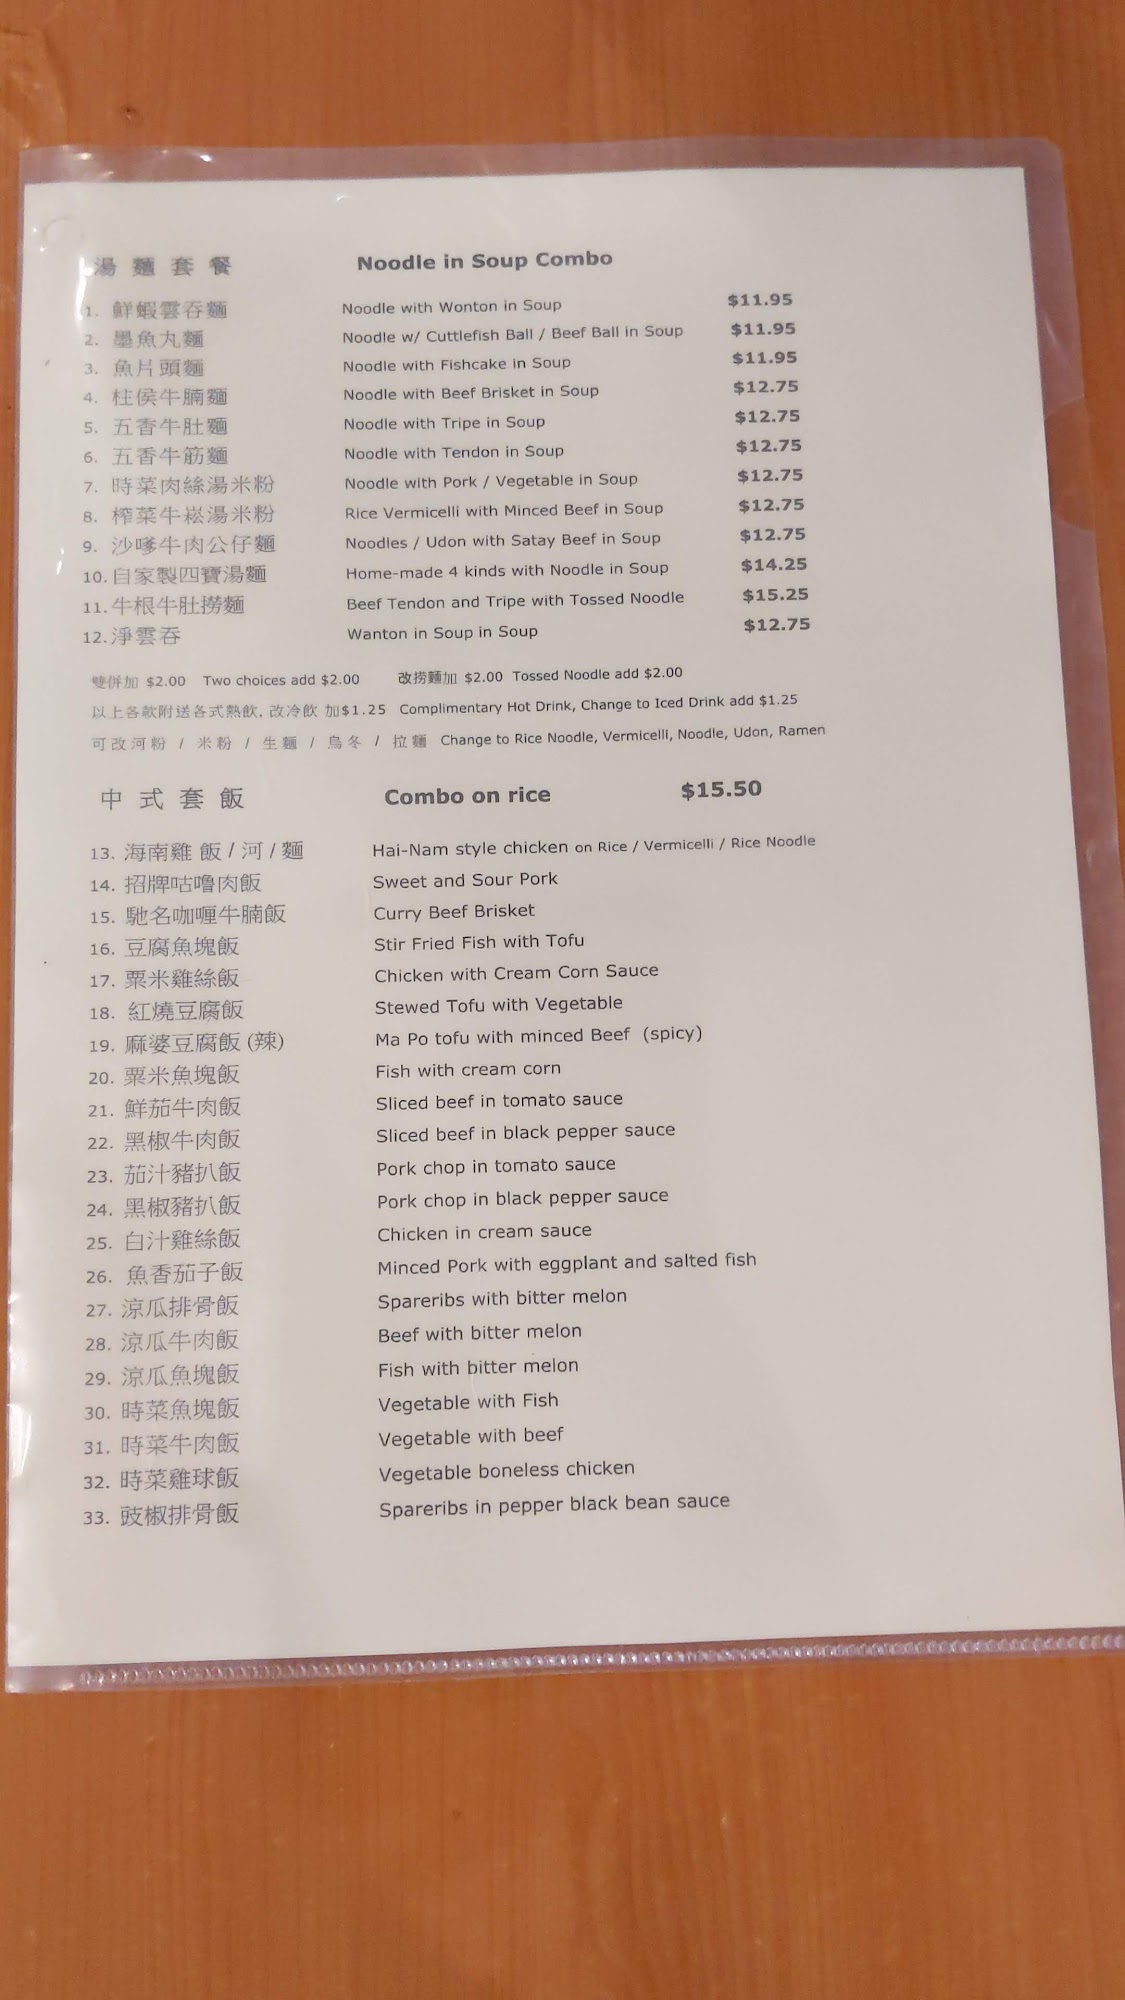 湯麵套餐 Noodle in Soup Combo
1. 鮮蝦雲吞麵 Noodle with Wonton in Soup $11.95
2. 墨魚丸麵 Noodle w/ Cuttlefish Ball / Beef Ball in Soup $11.95
3. 魚片頭麵 Noodle with Fishcake in Soup $11.95
4. 柱侯牛腩麵 Noodle with Beef Brisket in Soup $12.75
5. 五香牛肚麵 Noodle with Tripe in Soup $12.75
6. 五香牛筋麵 Noodle with Tendon in Soup $12.75
7. 時菜肉絲湯米粉 Noodle with Pork / Vegetable in Soup $12.75
8. 榨菜牛崧湯米粉 Rice Vermicelli with Minced Beef in Soup $12.75
9. 沙嗲牛肉公仔麵 Noodles / Udon with Satay Beef in Soup $12.75
10. 自家製四寶湯麵 Home-made 4 kinds with Noodle in Soup $14.25
11. 牛根牛肚撈麵 Beef Tendon and Tripe with Tossed Noodle $15.25
12. 淨雲吞 Wanton in Soup in Soup $12.75
雙併加 $2.00 Two choices add $2.00 改撈麵加 $2.00 Tossed Noodle add $2.00
以上各款附送各式熱飲, 改冷飲 加$1.25 Complimentary Hot Drink, Change to Iced Drink add $1.25
可改河粉 / 米粉 / 生麵 / 烏冬 / 拉麵 Change to Rice Noodle, Vermicelli, Noodle, Udon, Ramen
中式套飯 Combo on rice $15.50
13. 海南雞 飯 / 河 / 麵 Hai-Nam style chicken on Rice / Vermicelli / Rice Noodle
14. 招牌咕嚕肉飯 Sweet and Sour Pork
15. 馳名咖喱牛腩飯 Curry Beef Brisket
16. 豆腐魚塊飯 Stir Fried Fish with Tofu
17. 粟米雞絲飯 Chicken with Cream Corn Sauce
18. 紅燒豆腐飯 Stewed Tofu with Vegetable
19. 麻婆豆腐飯 (辣) Ma Po tofu with minced Beef (spicy)
20. 粟米魚塊飯 Fish with cream corn
21. 鮮茄牛肉飯 Sliced beef in tomato sauce
22. 黑椒牛肉飯 Sliced beef in black pepper sauce
23. 茄汁豬扒飯 Pork chop in tomato sauce
24. 黑椒豬扒飯 Pork chop in black pepper sauce
25. 白汁雞絲飯 Chicken in cream sauce
26. 魚香茄子飯 Minced Pork with eggplant and salted fish
27. 涼瓜排骨飯 Spareribs with bitter melon
28. 涼瓜牛肉飯 Beef with bitter melon
29. 涼瓜魚塊飯 Fish with bitter melon
30. 時菜魚塊飯 Vegetable with Fish
31. 時菜牛肉飯 Vegetable with beef
32. 時菜雞球飯 Vegetable boneless chicken
33. 豉椒排骨飯 Spareribs in pepper black bean sauce